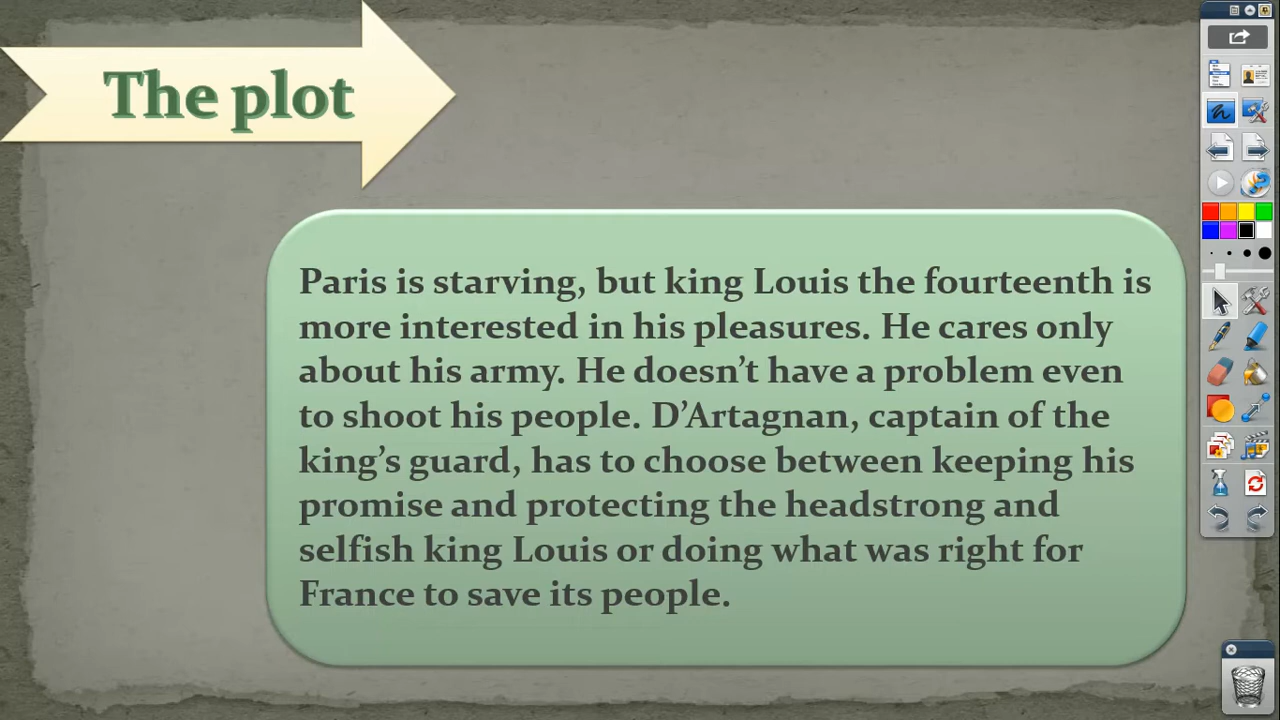 The plot
Paris is starving, but king Louis the fourteenth is
more interested in his pleasures. He cares only
about his army. He doesn’t have a problem even
to shoot his people. D’Artagnan, captain of the
king’s guard, has to choose between keeping his
promise and protecting the headstrong and
selfish king Louis or doing what was right for
France to save its people.